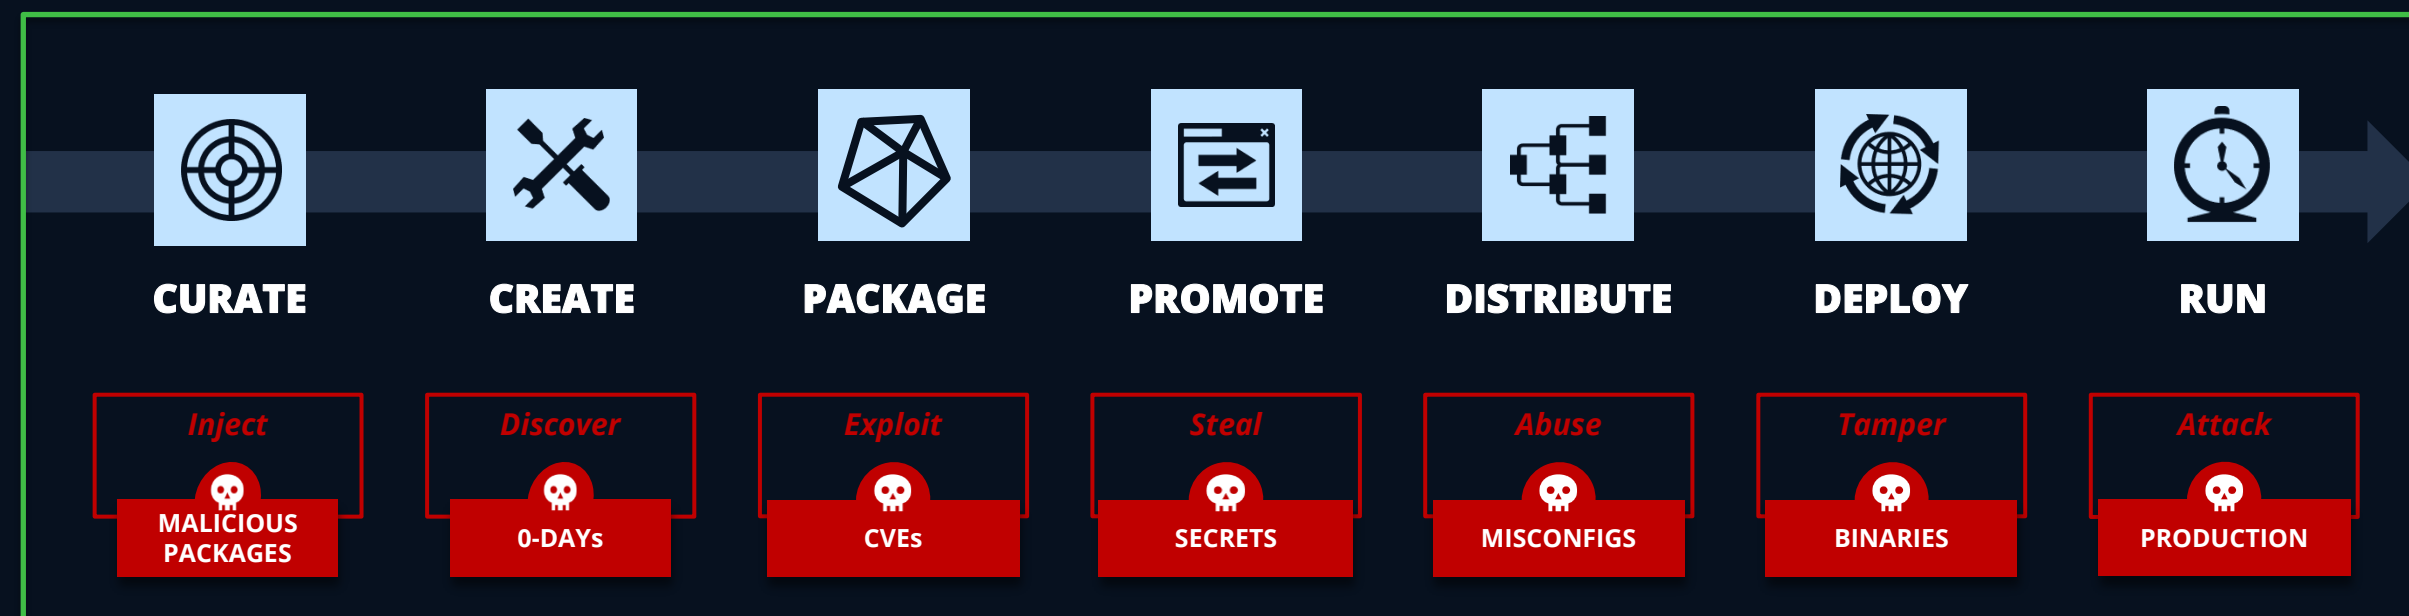 CURATE
CREATE
PACKAGE
PROMOTE
DISTRIBUTE
DEPLOY
RUN
Inject
MALICIOUS
PACKAGES
Discover
0-DAYs
Exploit
CVEs
Steal
SECRETS
Abuse
MISCONFIGS
Tamper
BINARIES
Attack
PRODUCTION